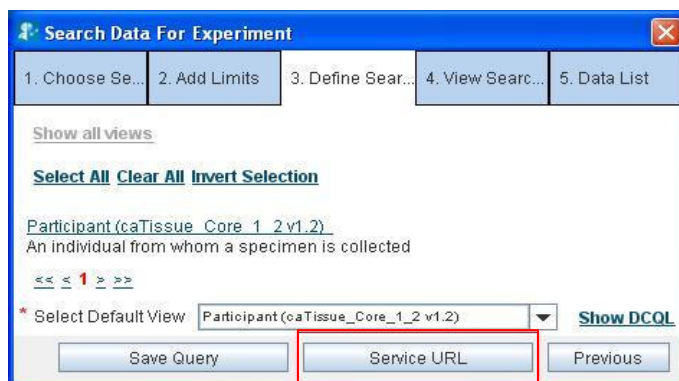 Search Data For Experiment
1. Choose Se... 2. Add Limits 3. Define Sear... 4. View Searc... 5. Data List
Show all views
Select All Clear All Invert Selection
Participant (caTissue_Core_1_2 v1.2)
An individual from whom a specimen is collected
<< < 1 > >>
* Select Default View Participant (caTissue_Core_1_2 v1.2) Show DCQL
Save Query Service URL Previous